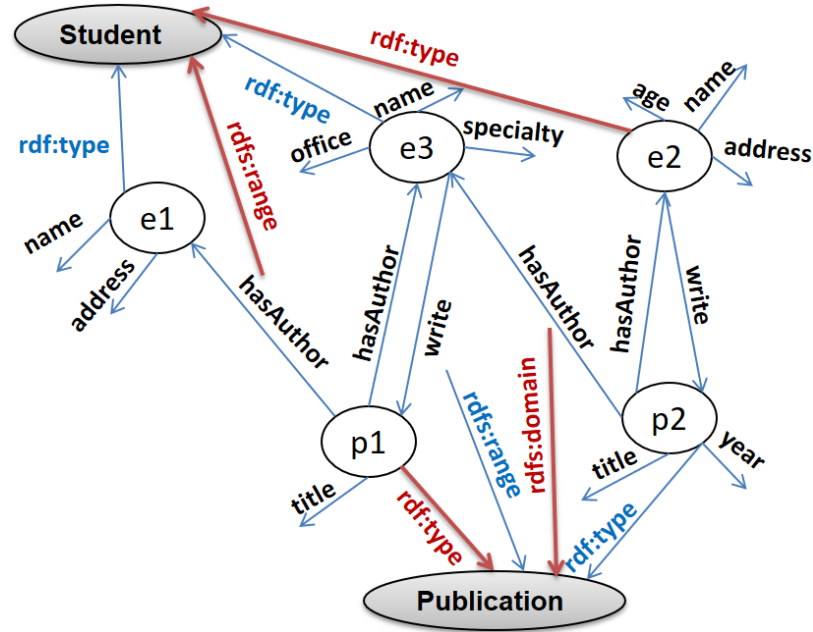 Student
rdf:type
rdf:type
name
age
name
rdf:type
rdfs:range
office
e3
specialty
e2
address
name
e1
address
hasAuthor
hasAuthor
write
hasAuthor
hasAuthor
write
rdfs:range
rdfs:domain
p1
p2
title
rdf:type
title
year
rdf:type
Publication